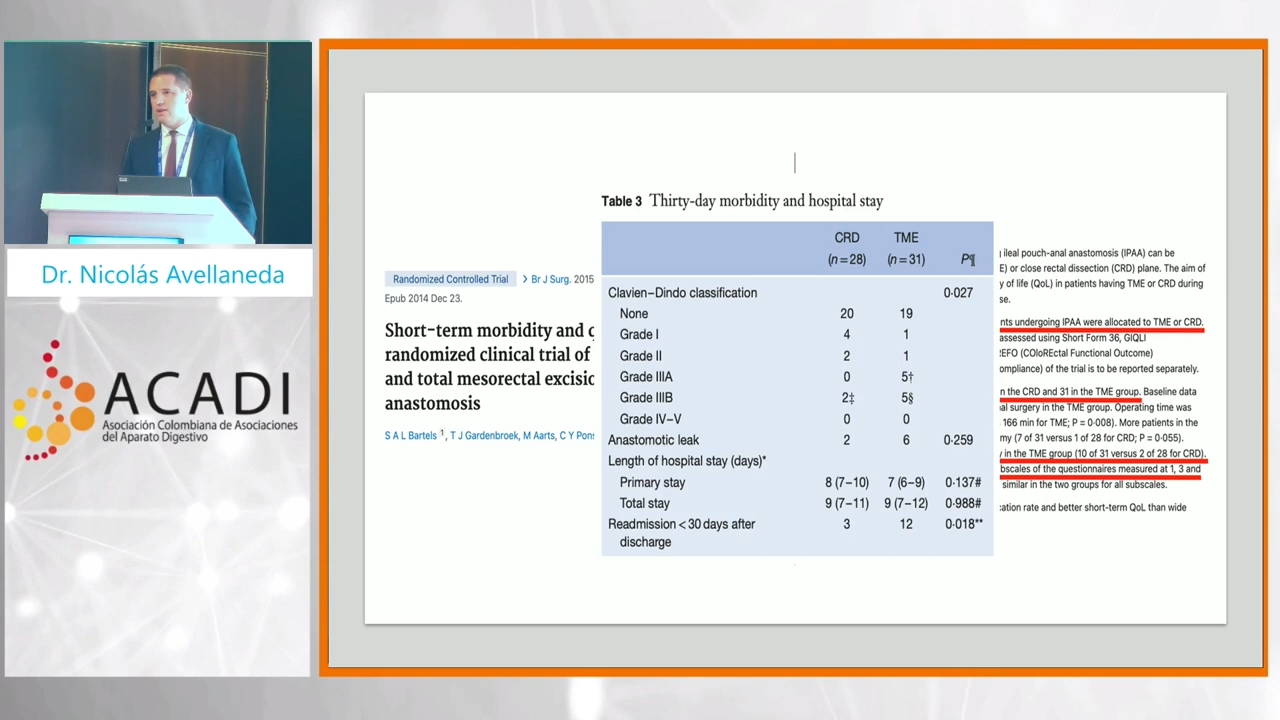 Dr. Nicolás Avellaneda
ACADI
Asociación Colombiana de Asociaciones
del Aparato Digestivo
Randomized Controlled Trial > Br J Surg. 2015
Epub 2014 Dec 23.
Short-term morbidity and q
randomized clinical trial of
and total mesorectal excisio
anastomosis
S A L Bartels 1, T J Gardenbroek, M Aarts, C Y Pons
Table 3 Thirty-day morbidity and hospital stay
CRD TME
(n = 28) (n = 31) P¶
Clavien–Dindo classification 0·027
None 20 19
Grade I 4 1
Grade II 2 1
Grade IIIA 0 5†
Grade IIIB 2‡ 5§
Grade IV–V 0 0
Anastomotic leak 2 6 0·259
Length of hospital stay (days)*
Primary stay 8 (7–10) 7 (6–9) 0·137#
Total stay 9 (7–11) 9 (7–12) 0·988#
Readmission < 30 days after 3 12 0·018**
discharge
ileal pouch-anal anastomosis (IPAA) can be
E) or close rectal dissection (CRD) plane. The aim of
y of life (QoL) in patients having TME or CRD during
se.
nts undergoing IPAA were allocated to TME or CRD.
assessed using Short Form 36, GIQLI
EFO (COloREctal Functional Outcome)
ompliance) of the trial is to be reported separately.
n the CRD and 31 in the TME group. Baseline data
al surgery in the TME group. Operating time was
166 min for TME; P = 0·008). More patients in the
my (7 of 31 versus 1 of 28 for CRD; P = 0·055).
y in the TME group (10 of 31 versus 2 of 28 for CRD).
bscales of the questionnaires measured at 1, 3 and
similar in the two groups for all subscales.
cation rate and better short-term QoL than wide